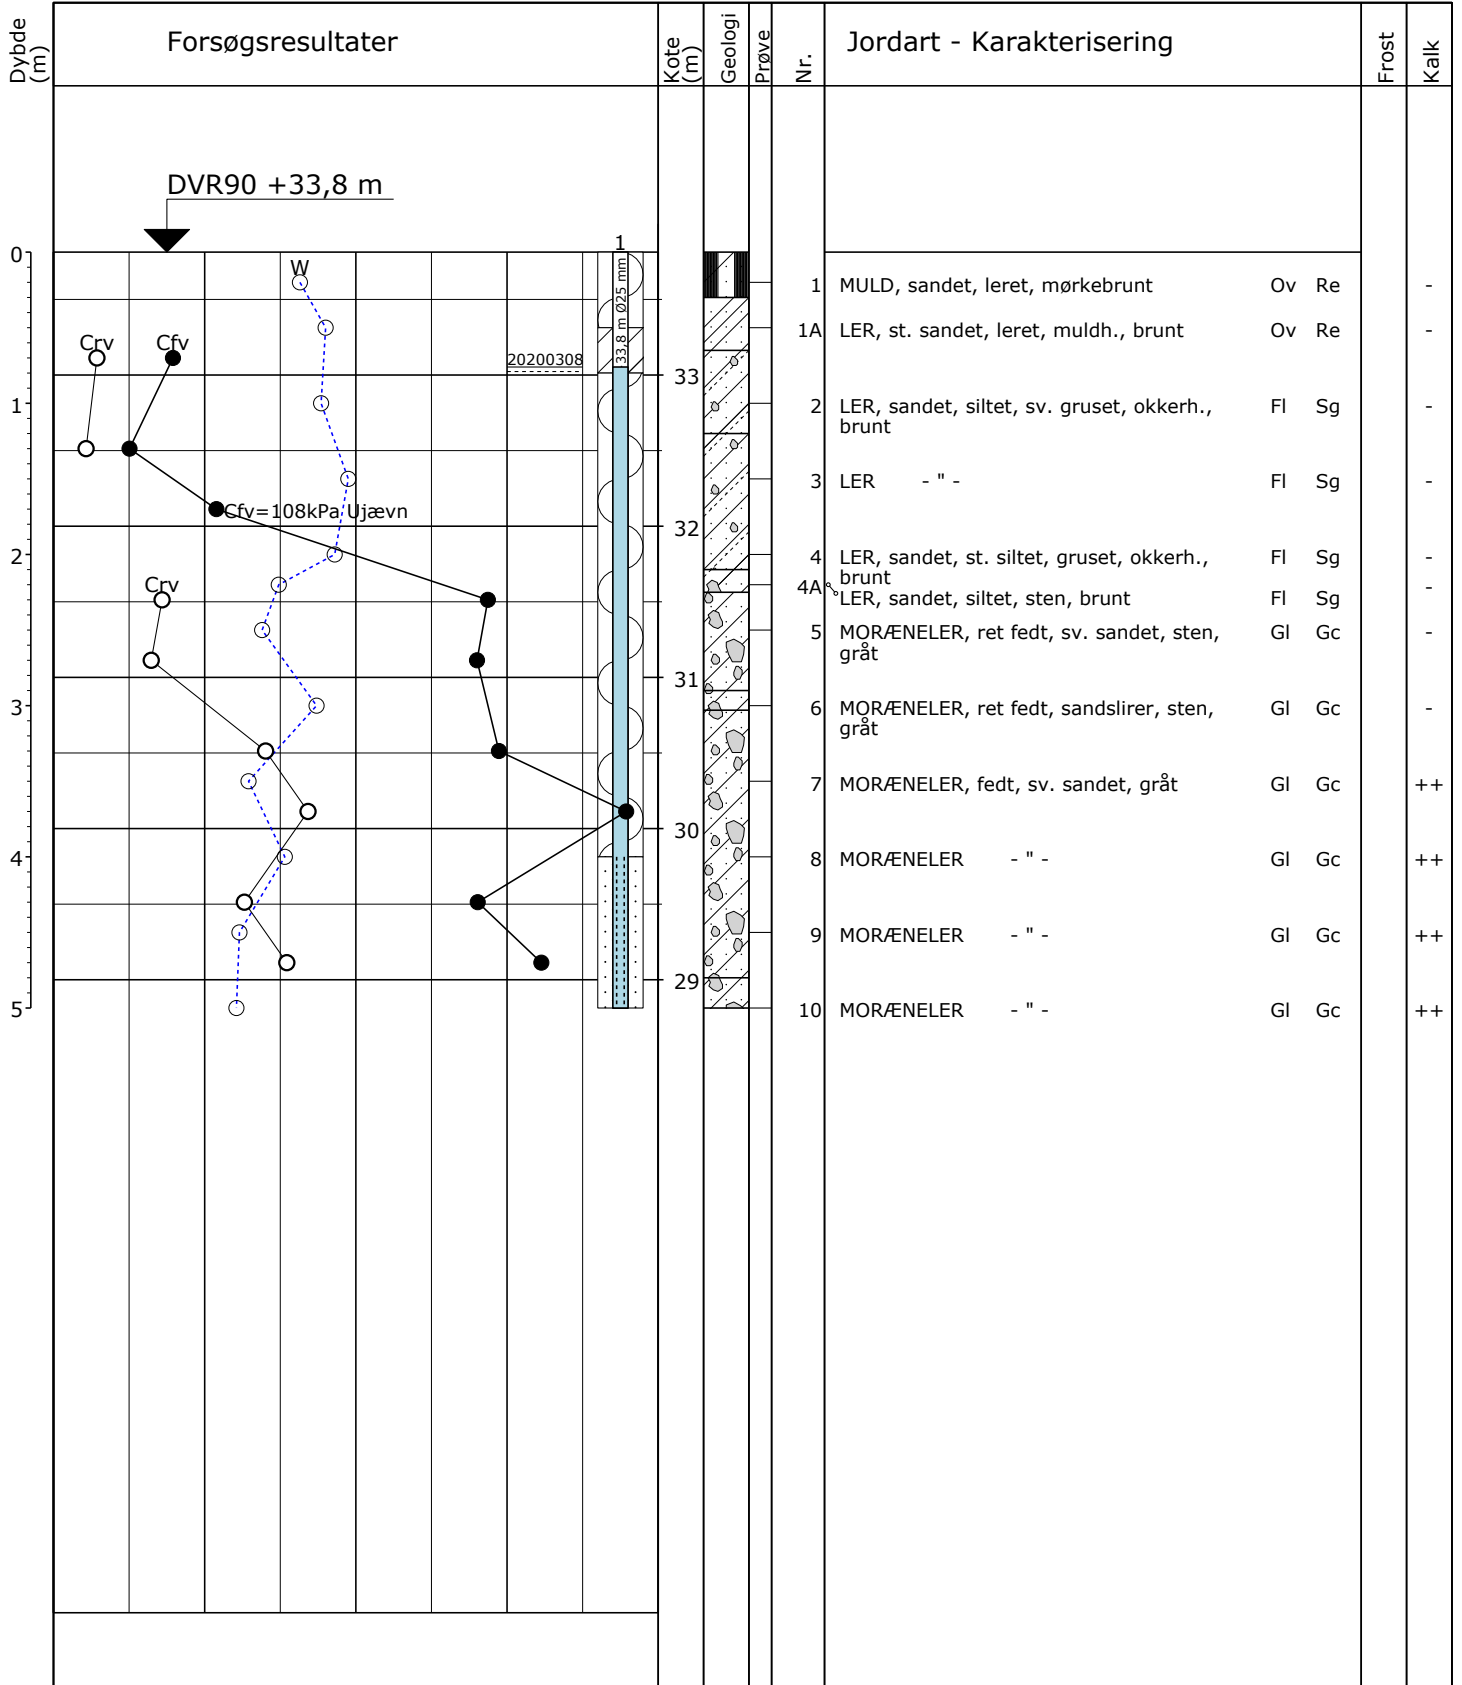 Dybde (m)
Forsøgsresultater
Kote (m)
Geologi
Prøve
Nr.
Jordart - Karakterisering
Frost
Kalk
DVR90 +33,8 m
0
1
2
3
4
5
W
Crv
Cfv
Cfv=108kPa Ujævn
Crv
20200308
1
33,8 m Ø25 mm
33
32
31
30
29
1 MULD, sandet, leret, mørkebrunt Ov Re -
1A LER, st. sandet, leret, muldh., brunt Ov Re -
2 LER, sandet, siltet, sv. gruset, okkerh., Fl Sg -
brunt
3 LER - " - Fl Sg -
4 LER, sandet, st. siltet, gruset, okkerh., Fl Sg -
brunt
4A LER, sandet, siltet, sten, brunt Fl Sg -
5 MORÆNELER, ret fedt, sv. sandet, sten, Gl Gc -
gråt
6 MORÆNELER, ret fedt, sandslirer, sten, Gl Gc -
gråt
7 MORÆNELER, fedt, sv. sandet, gråt Gl Gc ++
8 MORÆNELER - " - Gl Gc ++
9 MORÆNELER - " - Gl Gc ++
10 MORÆNELER - " - Gl Gc ++